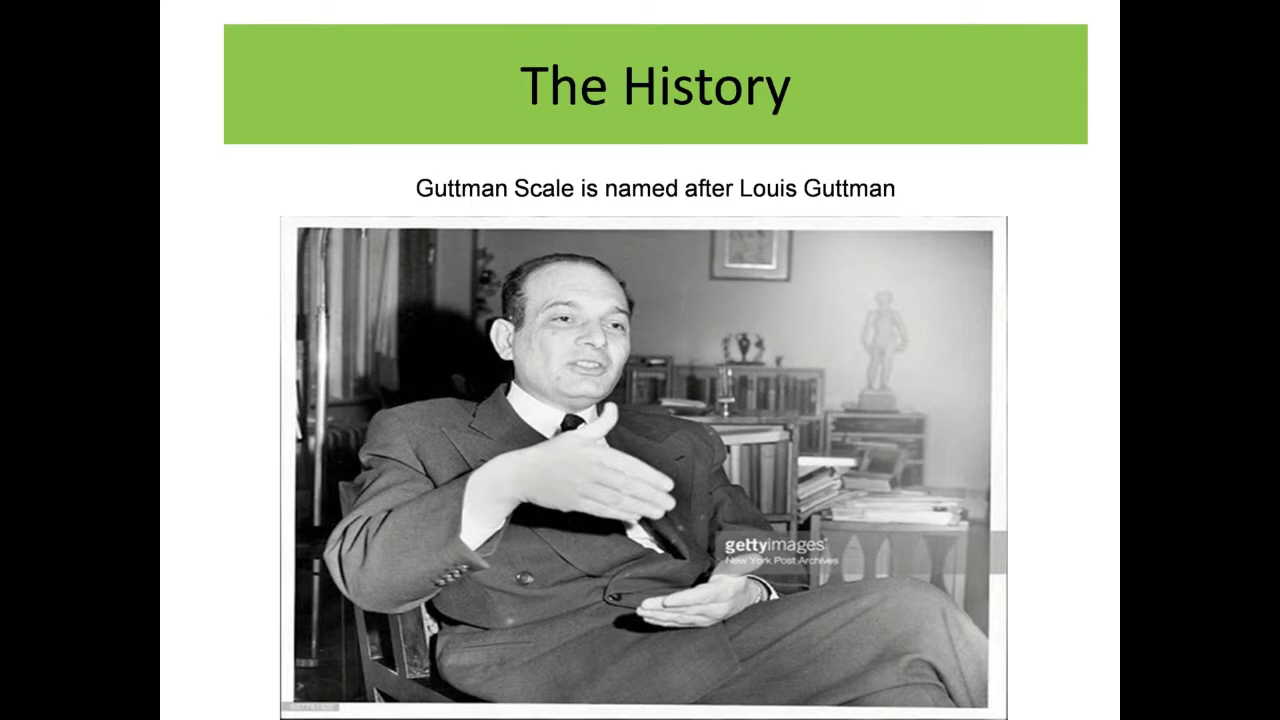 The History
Guttman Scale is named after Louis Guttman
gettyimages
New York Post Archives